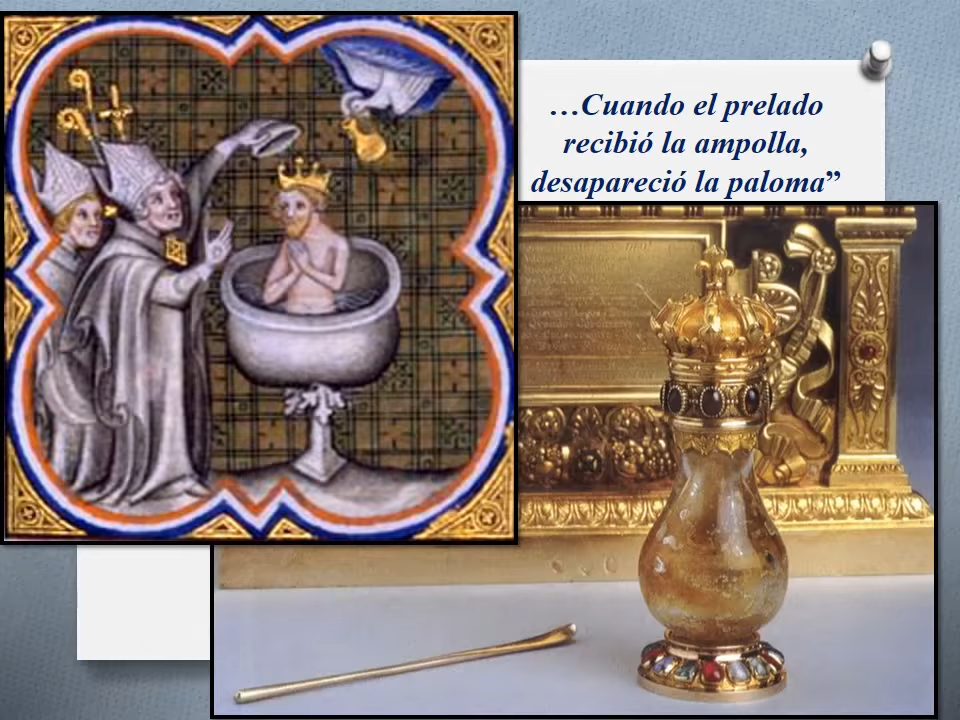 …Cuando el prelado
recibió la ampolla,
desapareció la paloma”